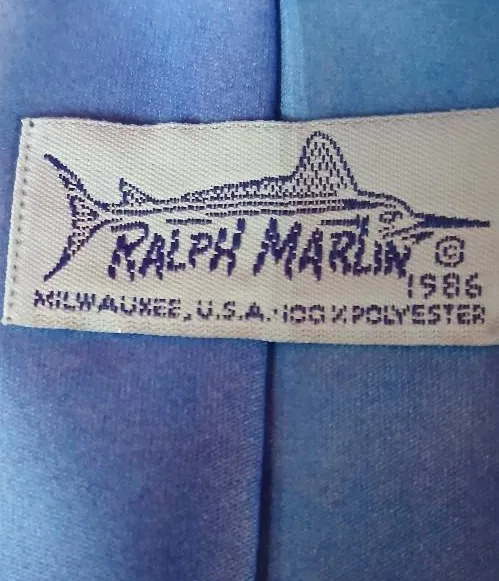 RALPH MARLIN ©
1986
MILWAUKEE, U.S.A.·100% POLYESTER